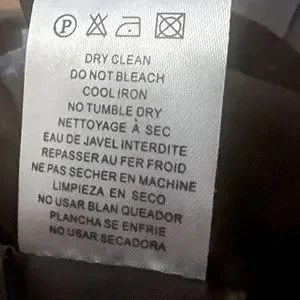 P
DRY CLEAN
DO NOT BLEACH
COOL IRON
NO TUMBLE DRY
NETTOYAGE À SEC
EAU DE JAVEL INTERDITE
REPASSER AU FER FROID
NE PAS SECHER EN MACHINE
LIMPIEZA EN SECO
NO USAR BLAN QUEADOR
PLANCHA SE ENFRIE
NO.USAR SECADORA